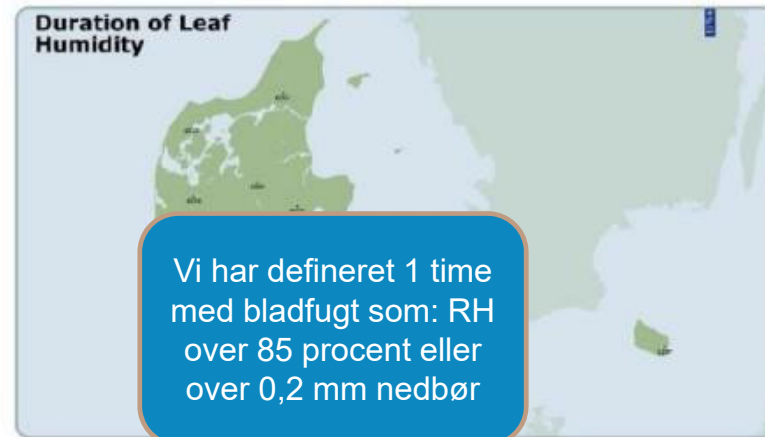 Duration of Leaf
Humidity
Vi har defineret 1 time
med bladfugt som: RH
over 85 procent eller
over 0,2 mm nedbør